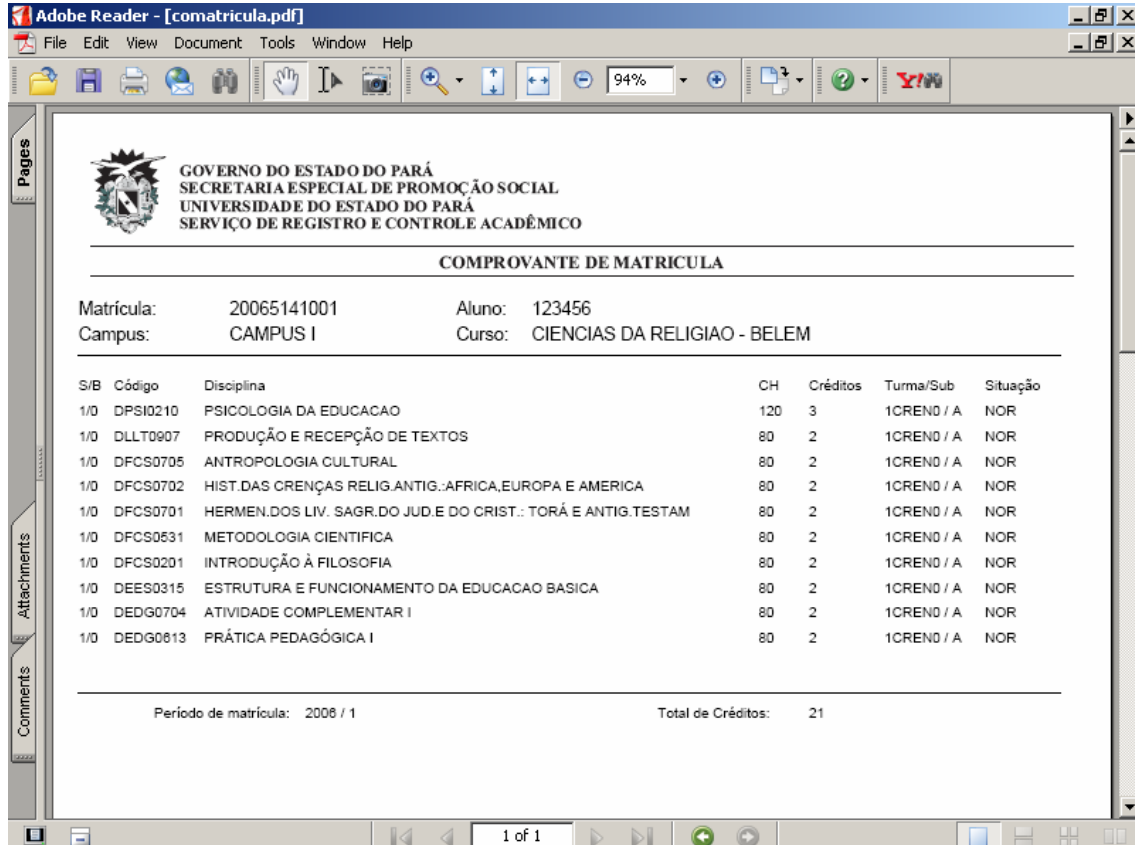 Adobe Reader - [comatricula.pdf]
File Edit View Document Tools Window Help
94%
Y!
Pages
Attachments
Comments
GOVERNO DO ESTADO DO PARÁ
SECRETARIA ESPECIAL DE PROMOÇÃO SOCIAL
UNIVERSIDADE DO ESTADO DO PARÁ
SERVIÇO DE REGISTRO E CONTROLE ACADÊMICO
COMPROVANTE DE MATRICULA
Matrícula: 20065141001 Aluno: 123456
Campus: CAMPUS I Curso: CIENCIAS DA RELIGIAO - BELEM
S/B Código Disciplina CH Créditos Turma/Sub Situação
1/0 DPSI0210 PSICOLOGIA DA EDUCACAO 120 3 1CREN0 / A NOR
1/0 DLLT0907 PRODUÇÃO E RECEPÇÃO DE TEXTOS 80 2 1CREN0 / A NOR
1/0 DFCS0705 ANTROPOLOGIA CULTURAL 80 2 1CREN0 / A NOR
1/0 DFCS0702 HIST.DAS CRENÇAS RELIG.ANTIG.:AFRICA,EUROPA E AMERICA 80 2 1CREN0 / A NOR
1/0 DFCS0701 HERMEN.DOS LIV. SAGR.DO JUD.E DO CRIST.: TORÁ E ANTIG.TESTAM 80 2 1CREN0 / A NOR
1/0 DFCS0531 METODOLOGIA CIENTIFICA 80 2 1CREN0 / A NOR
1/0 DFCS0201 INTRODUÇÃO À FILOSOFIA 80 2 1CREN0 / A NOR
1/0 DEES0315 ESTRUTURA E FUNCIONAMENTO DA EDUCACAO BASICA 80 2 1CREN0 / A NOR
1/0 DEDG0704 ATIVIDADE COMPLEMENTAR I 80 2 1CREN0 / A NOR
1/0 DEDG0613 PRÁTICA PEDAGÓGICA I 80 2 1CREN0 / A NOR
Período de matrícula: 2006 / 1 Total de Créditos: 21
1 of 1